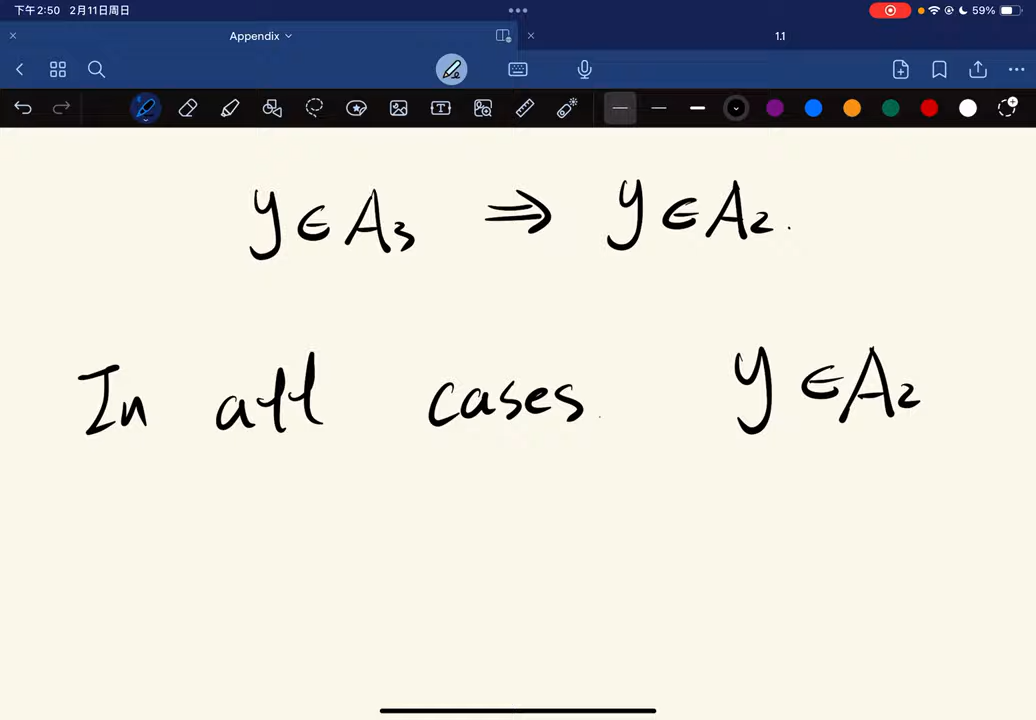 下午2:50 2月11日周日 59%
Appendix 1.1
y ∈ A₃ ⇒ y ∈ A₂.
In all cases. y ∈ A₂